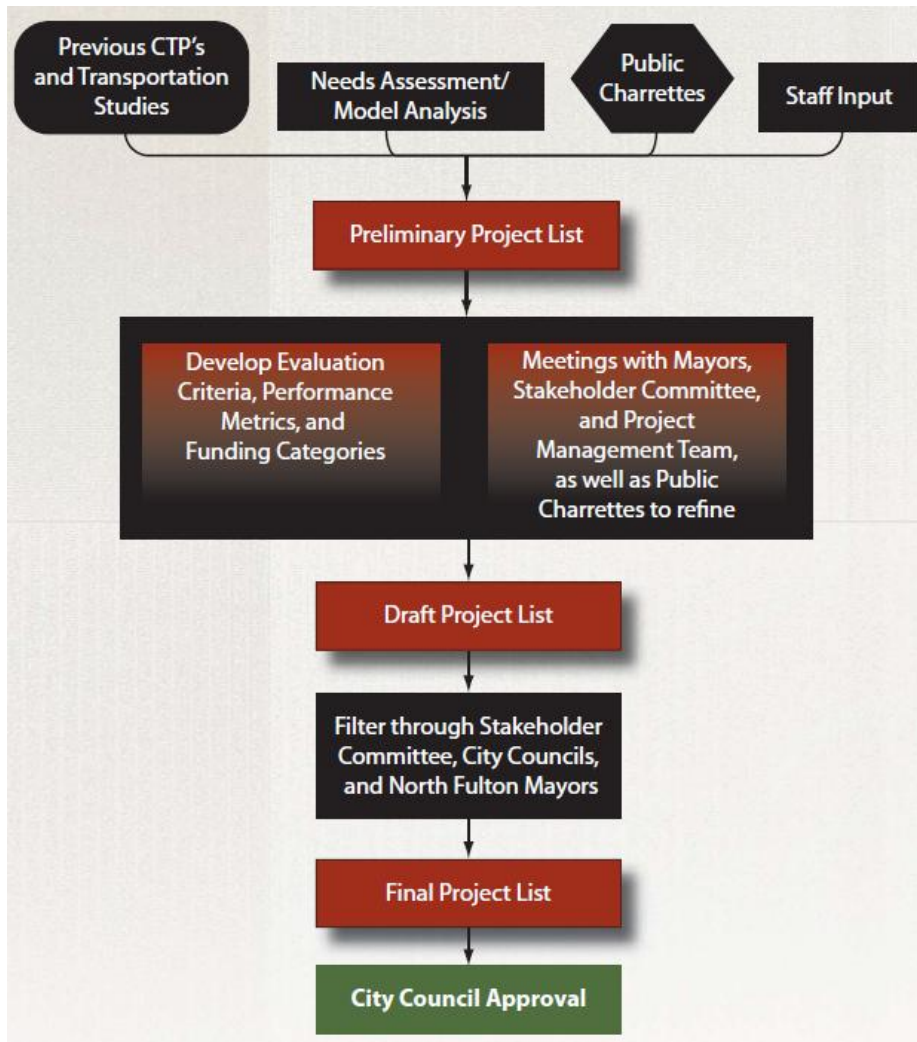 Previous CTP's
and Transportation
Studies
Needs Assessment/
Model Analysis
Public
Charrettes
Staff Input
Preliminary Project List
Develop Evaluation
Criteria, Performance
Metrics, and
Funding Categories
Meetings with Mayors,
Stakeholder Committee,
and Project
Management Team,
as well as Public
Charrettes to refine
Draft Project List
Filter through Stakeholder
Committee, City Councils,
and North Fulton Mayors
Final Project List
City Council Approval